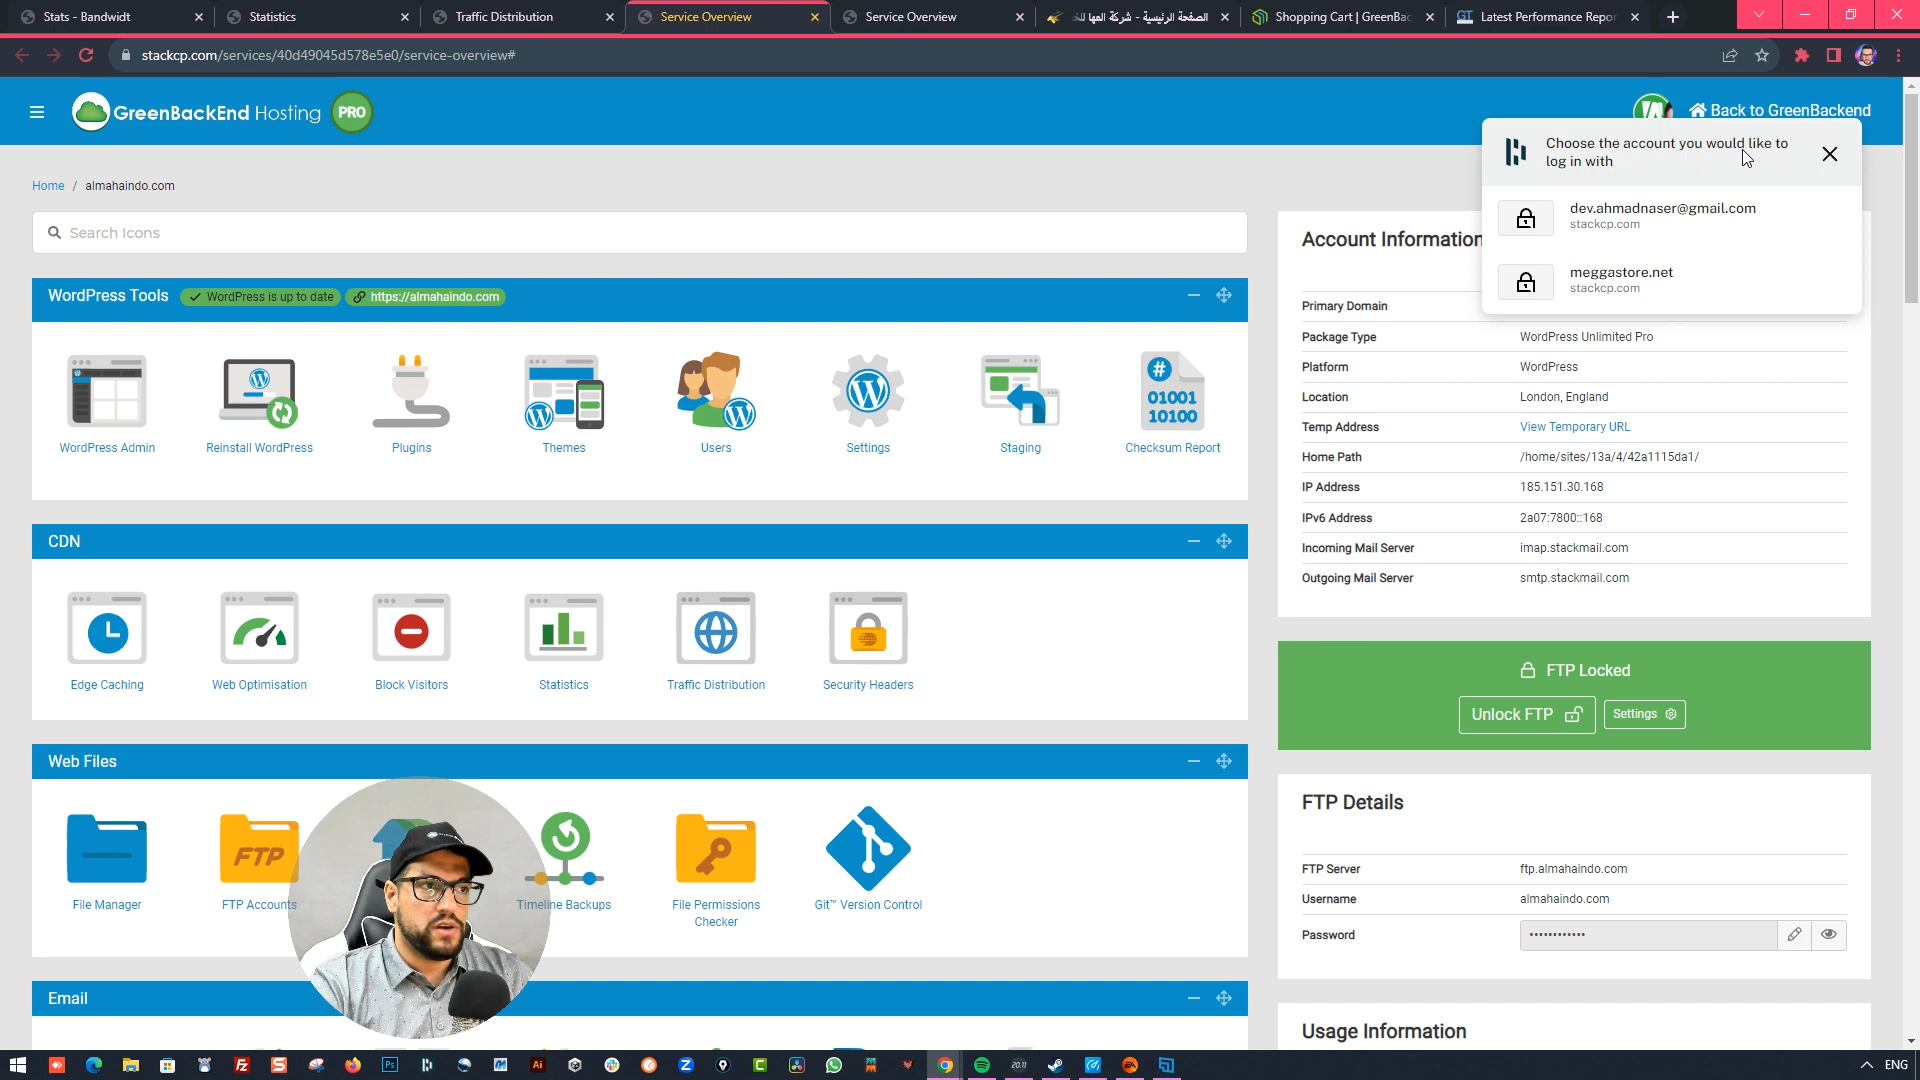 Stats - Bandwidt
Statistics
Traffic Distribution
Service Overview
Service Overview
الصفحة الرئيسية - شركة المها للخ
Shopping Cart | GreenBac
Latest Performance Repor
stackcp.com/services/40d49045d578e5e0/service-overview#
GreenBackEnd Hosting PRO
Back to GreenBackend
Choose the account you would like to
log in with
dev.ahmadnaser@gmail.com
stackcp.com
meggastore.net
stackcp.com
Home / almahaindo.com
Search Icons
WordPress Tools
WordPress is up to date
https://almahaindo.com
WordPress Admin
Reinstall WordPress
Plugins
Themes
Users
Settings
Staging
#
01001
10100
Checksum Report
CDN
Edge Caching
Web Optimisation
Block Visitors
Statistics
Traffic Distribution
Security Headers
Web Files
File Manager
FTP
FTP Accounts
Timeline Backups
File Permissions
Checker
Git™ Version Control
Email
Account Information
Primary Domain
Package Type WordPress Unlimited Pro
Platform WordPress
Location London, England
Temp Address View Temporary URL
Home Path /home/sites/13a/4/42a1115da1/
IP Address 185.151.30.168
IPv6 Address 2a07:7800::168
Incoming Mail Server imap.stackmail.com
Outgoing Mail Server smtp.stackmail.com
FTP Locked
Unlock FTP
Settings
FTP Details
FTP Server ftp.almahaindo.com
Username almahaindo.com
Password ••••••••••••
Usage Information
ENG